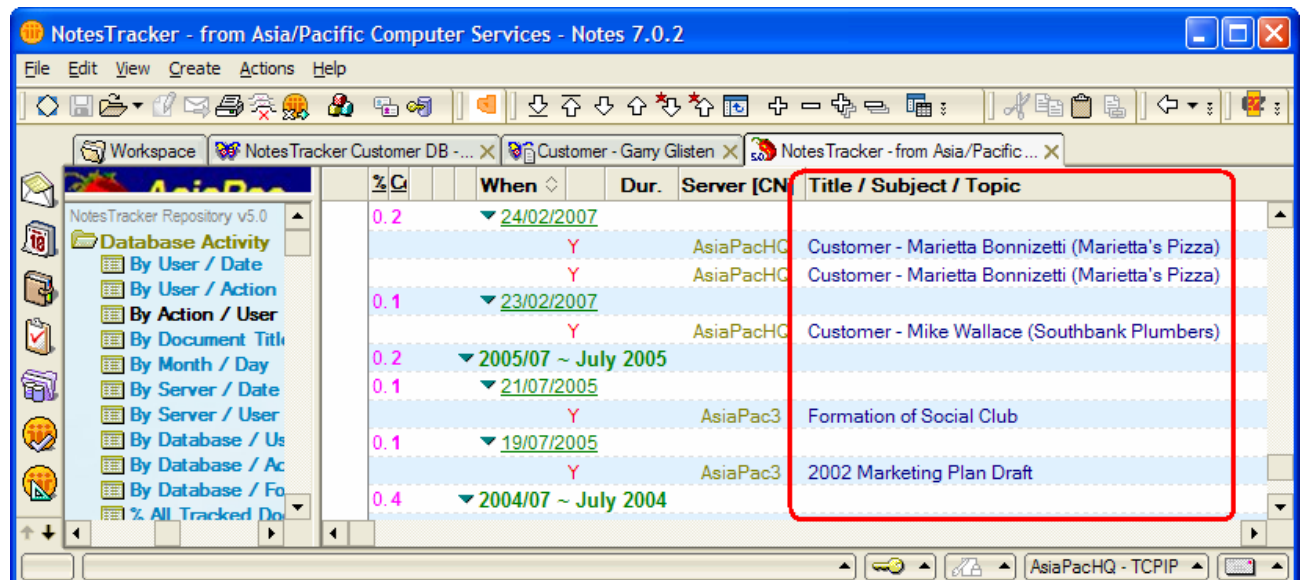 NotesTracker - from Asia/Pacific Computer Services - Notes 7.0.2
File Edit View Create Actions Help
Workspace NotesTracker Customer DB -... Customer - Garry Glisten NotesTracker - from Asia/Pacific ...
% When Dur. Server [CN] Title / Subject / Topic
NotesTracker Repository v5.0
Database Activity
By User / Date
By User / Action
By Action / User
By Document Title
By Month / Day
By Server / Date
By Server / User
By Database / Us
By Database / Ac
By Database / Fo
% All Tracked Do
0.2 24/02/2007
Y AsiaPacHQ Customer - Marietta Bonnizetti (Marietta's Pizza)
Y AsiaPacHQ Customer - Marietta Bonnizetti (Marietta's Pizza)
0.1 23/02/2007
Y AsiaPacHQ Customer - Mike Wallace (Southbank Plumbers)
0.2 2005/07 ~ July 2005
0.1 21/07/2005
Y AsiaPac3 Formation of Social Club
0.1 19/07/2005
Y AsiaPac3 2002 Marketing Plan Draft
0.4 2004/07 ~ July 2004
AsiaPacHQ - TCPIP